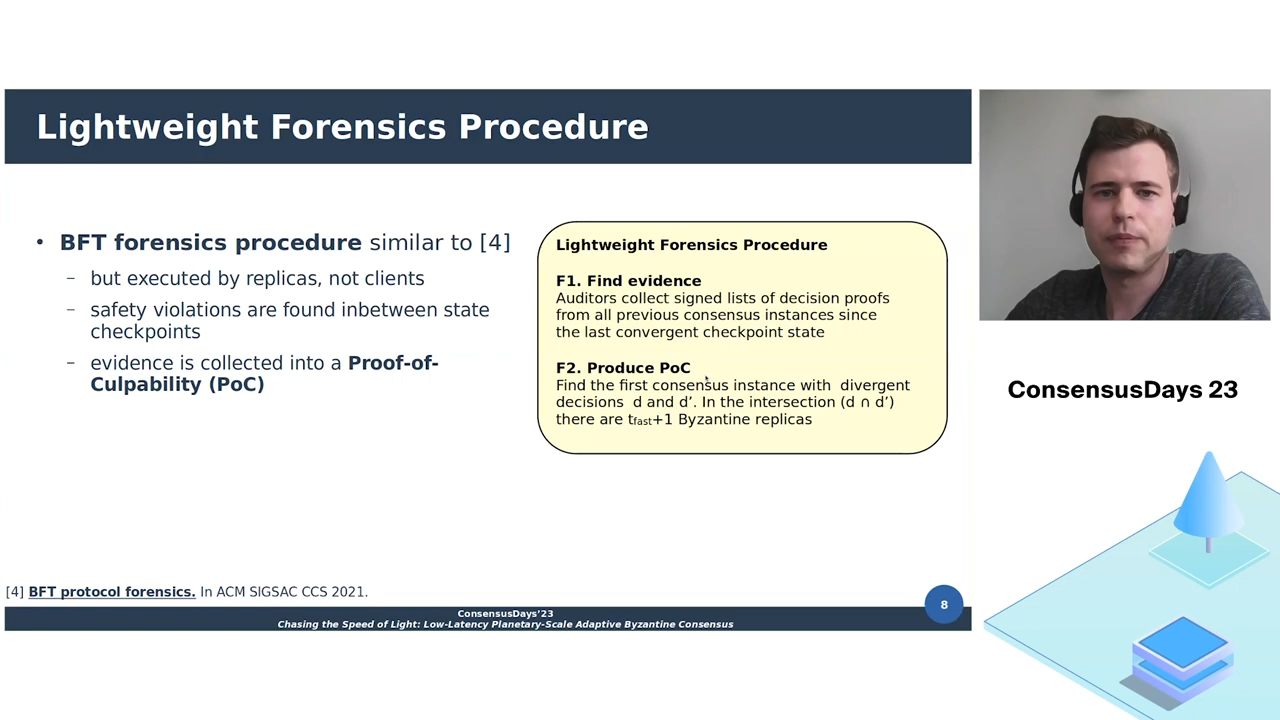 Lightweight Forensics Procedure
• BFT forensics procedure similar to [4]
– but executed by replicas, not clients
– safety violations are found inbetween state
checkpoints
– evidence is collected into a Proof-of-
Culpability (PoC)
Lightweight Forensics Procedure
F1. Find evidence
Auditors collect signed lists of decision proofs
from all previous consensus instances since
the last convergent checkpoint state
F2. Produce PoC
Find the first consensus instance with divergent
decisions d and d’. In the intersection (d ∩ d’)
there are tfast+1 Byzantine replicas
[4] BFT protocol forensics. In ACM SIGSAC CCS 2021.
ConsensusDays’23
Chasing the Speed of Light: Low-Latency Planetary-Scale Adaptive Byzantine Consensus
8
ConsensusDays 23